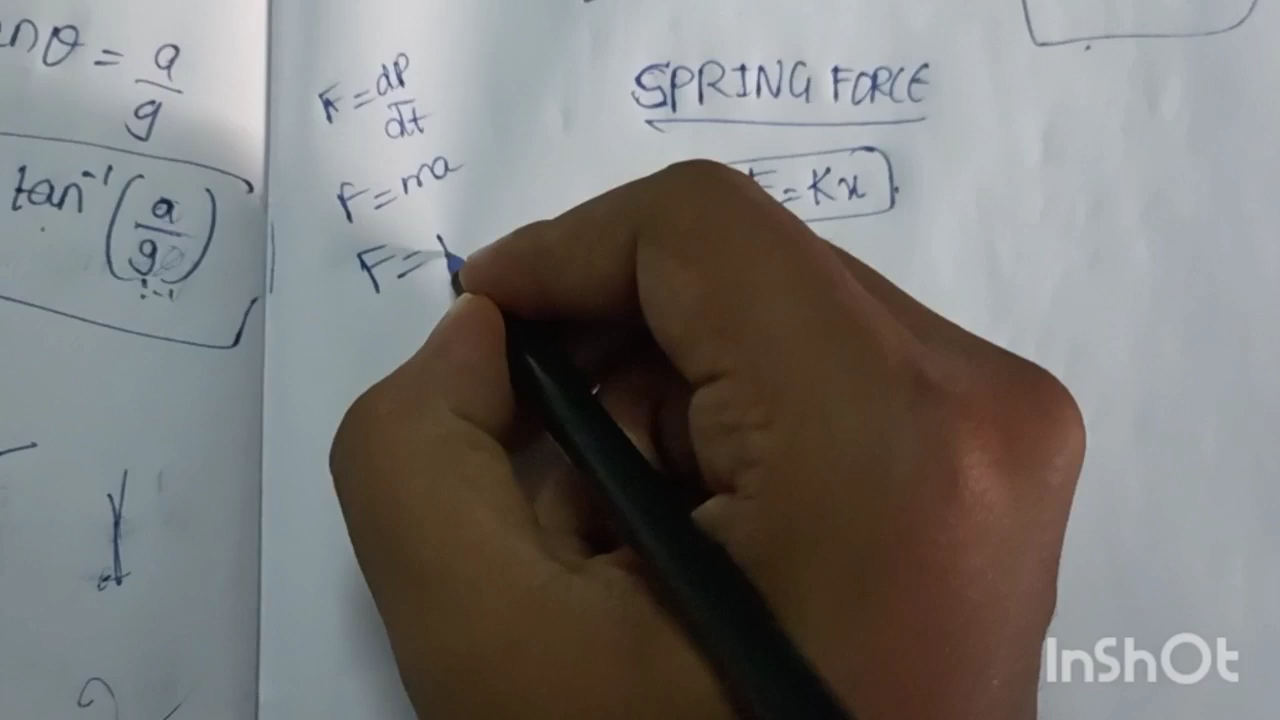 nθ = a/g
tan⁻¹(a/g)
F = dP/dt
F = ma
F =
SPRING FORCE
F = Kx
InShOt